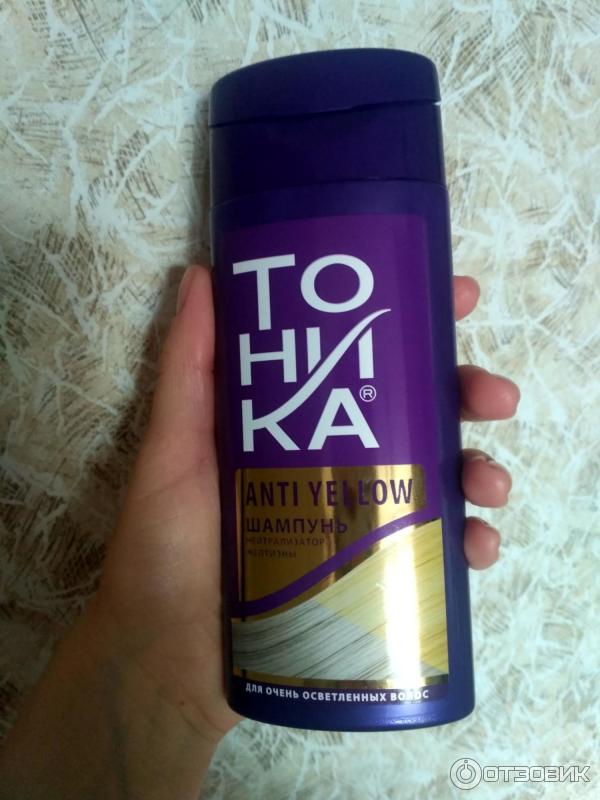 ТО
НИ
КА®
ANTI YELLOW
ШАМПУНЬ
НЕЙТРАЛИЗАТОР
ЖЕЛТИЗНЫ
ДЛЯ ОЧЕНЬ ОСВЕТЛЕННЫХ ВОЛОС
ОТЗОВИК